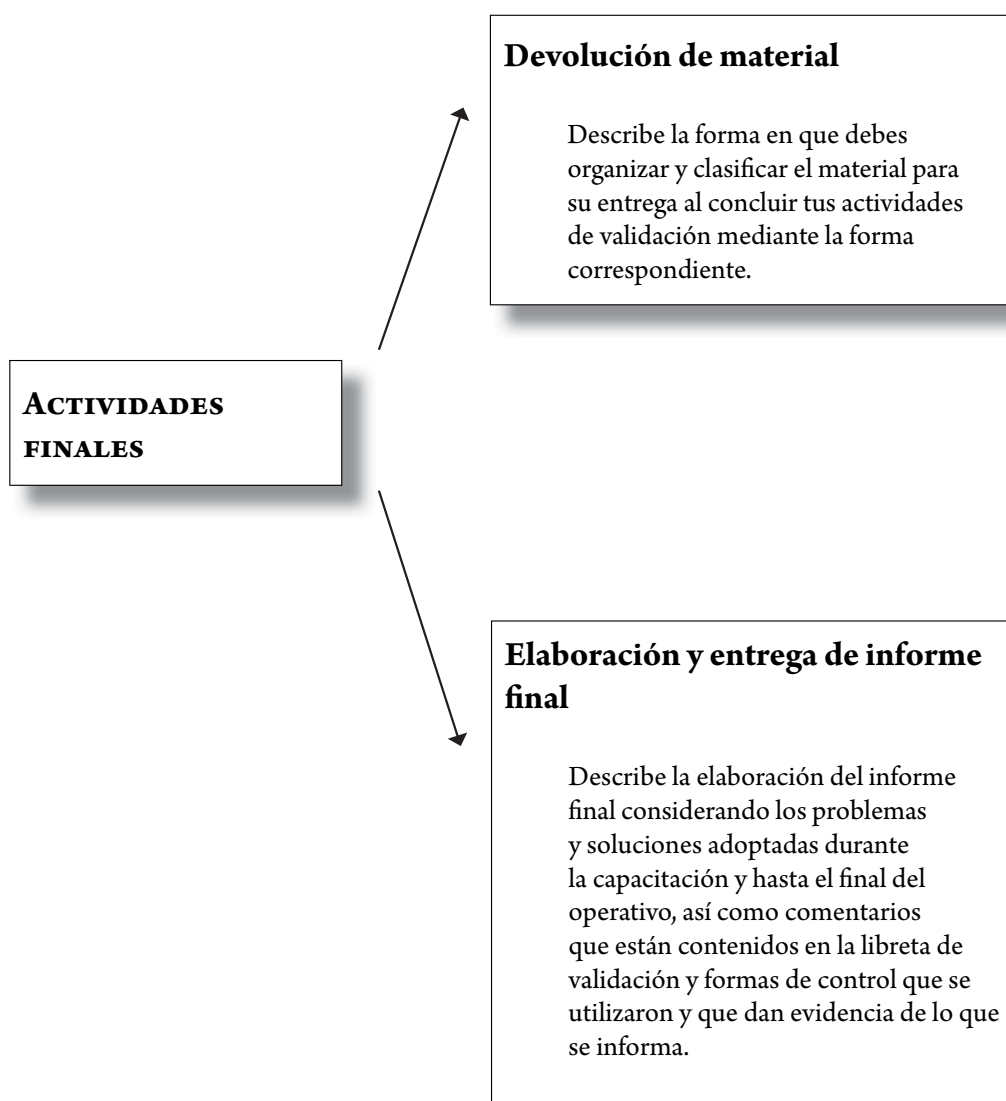 Devolución de material
Describe la forma en que debes
organizar y clasificar el material para
su entrega al concluir tus actividades
de validación mediante la forma
correspondiente.
ACTIVIDADES
FINALES
Elaboración y entrega de informe
final
Describe la elaboración del informe
final considerando los problemas
y soluciones adoptadas durante
la capacitación y hasta el final del
operativo, así como comentarios
que están contenidos en la libreta de
validación y formas de control que se
utilizaron y que dan evidencia de lo que
se informa.